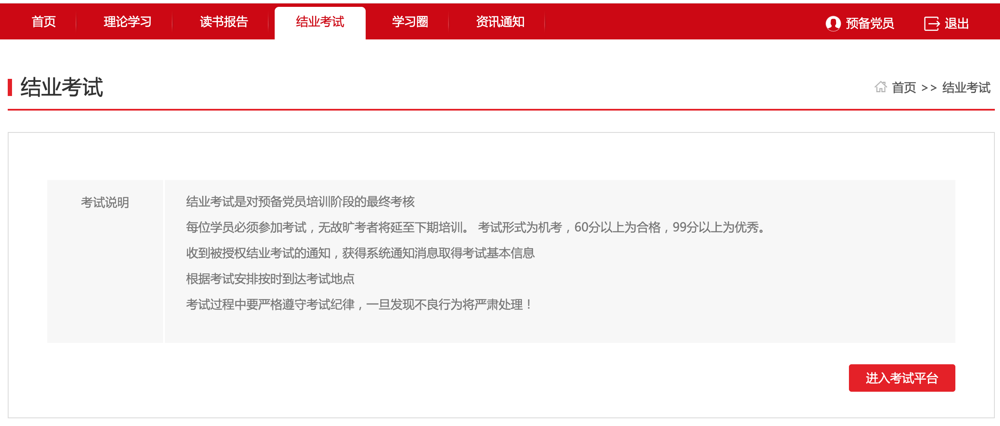 首页 理论学习 读书报告 结业考试 学习圈 资讯通知 预备党员 退出
结业考试
首页 >> 结业考试
考试说明
结业考试是对预备党员培训阶段的最终考核
每位学员必须参加考试，无故旷考者将延至下期培训。 考试形式为机考，60分以上为合格，99分以上为优秀。
收到被授权结业考试的通知，获得系统通知消息取得考试基本信息
根据考试安排按时到达考试地点
考试过程中要严格遵守考试纪律，一旦发现不良行为将严肃处理！
进入考试平台